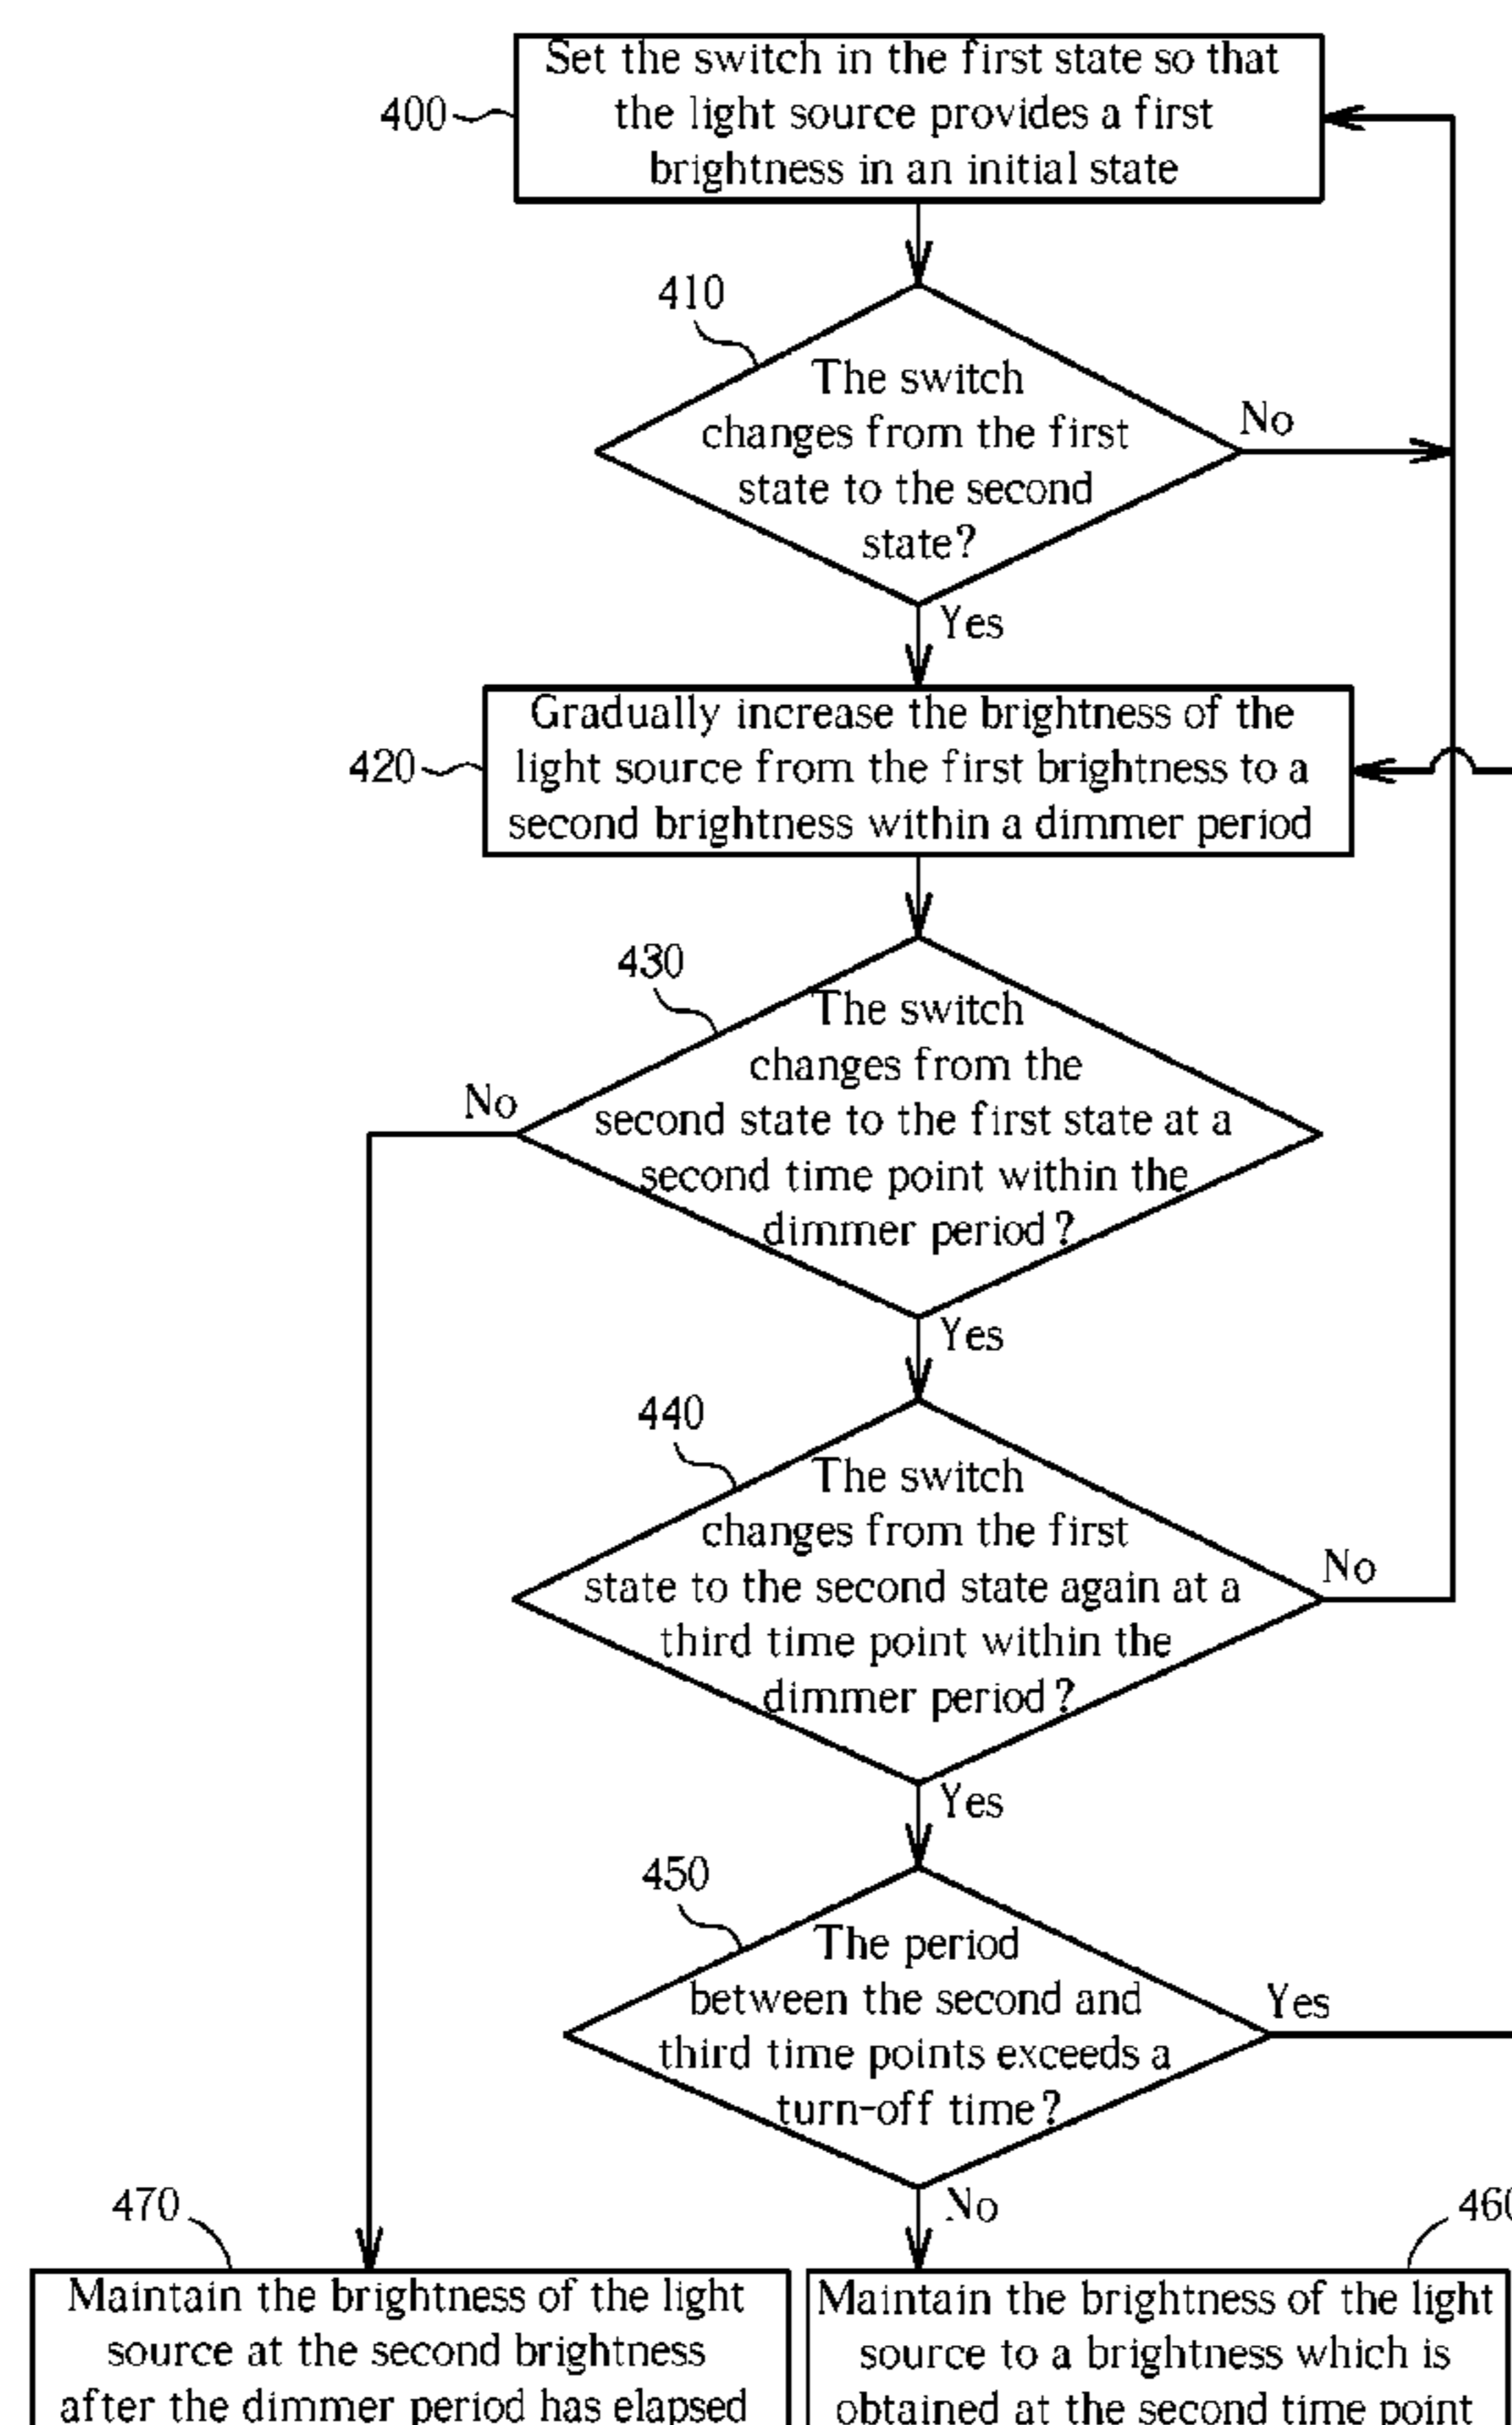 Set the switch in the first state so that
400
the light source provides a first
brightness in an initial state
410
The switch
changes from the first
No
state to the second
state?
Yes
Gradually increase the brightness of the
420
light source from the first brightness to a
second brightness within a dimmer period
430
The switch
changes from the
No
second state to the first state at a
second time point within the
dimmer period?
Yes
440
The switch
changes from the first
No
state to the second state again at a
third time point within the
dimmer period?
Yes
450
The period
between the second and
Yes
third time points exceeds a
turn-off time?
No
470
Maintain the brightness of the light
source at the second brightness
after the dimmer period has elapsed
460
Maintain the brightness of the light
source to a brightness which is
obtained at the second time point